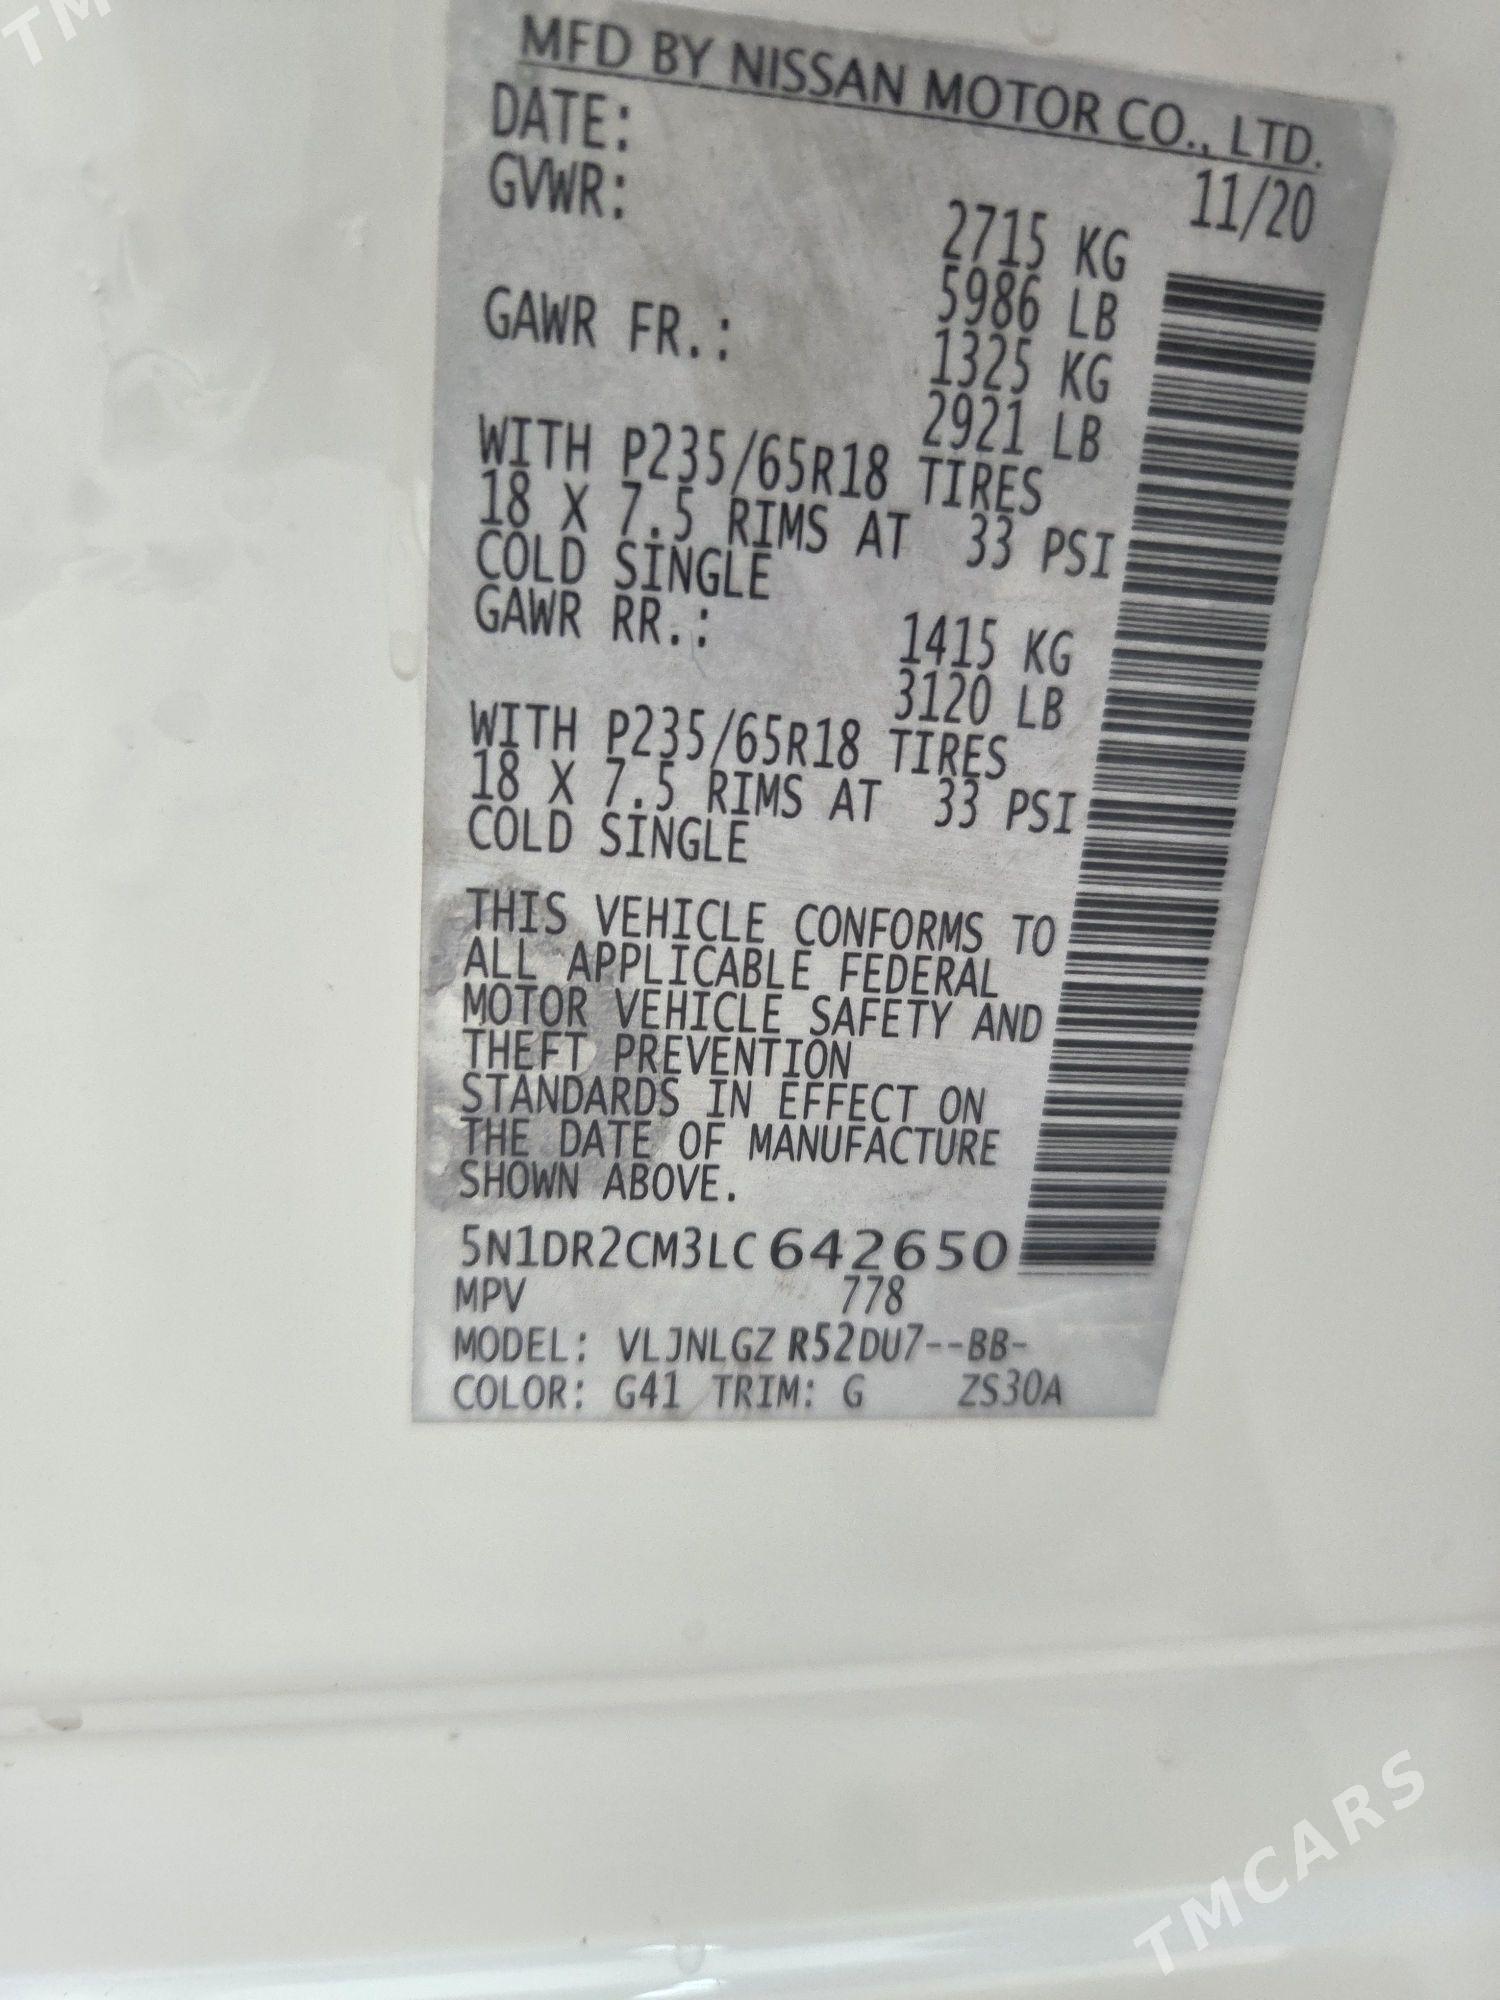 TM
MFD BY NISSAN MOTOR CO., LTD.
DATE: 11/20
GVWR: 2715 KG
5986 LB
GAWR FR.: 1325 KG
2921 LB
WITH P235/65R18 TIRES
18 X 7.5 RIMS AT 33 PSI
COLD SINGLE
GAWR RR.: 1415 KG
3120 LB
WITH P235/65R18 TIRES
18 X 7.5 RIMS AT 33 PSI
COLD SINGLE
THIS VEHICLE CONFORMS TO
ALL APPLICABLE FEDERAL
MOTOR VEHICLE SAFETY AND
THEFT PREVENTION
STANDARDS IN EFFECT ON
THE DATE OF MANUFACTURE
SHOWN ABOVE.
5N1DR2CM3LC642650
MPV 778
MODEL: VLJNLGZ R52DU7--BB-
COLOR: G41 TRIM: G ZS30A
TMCARS